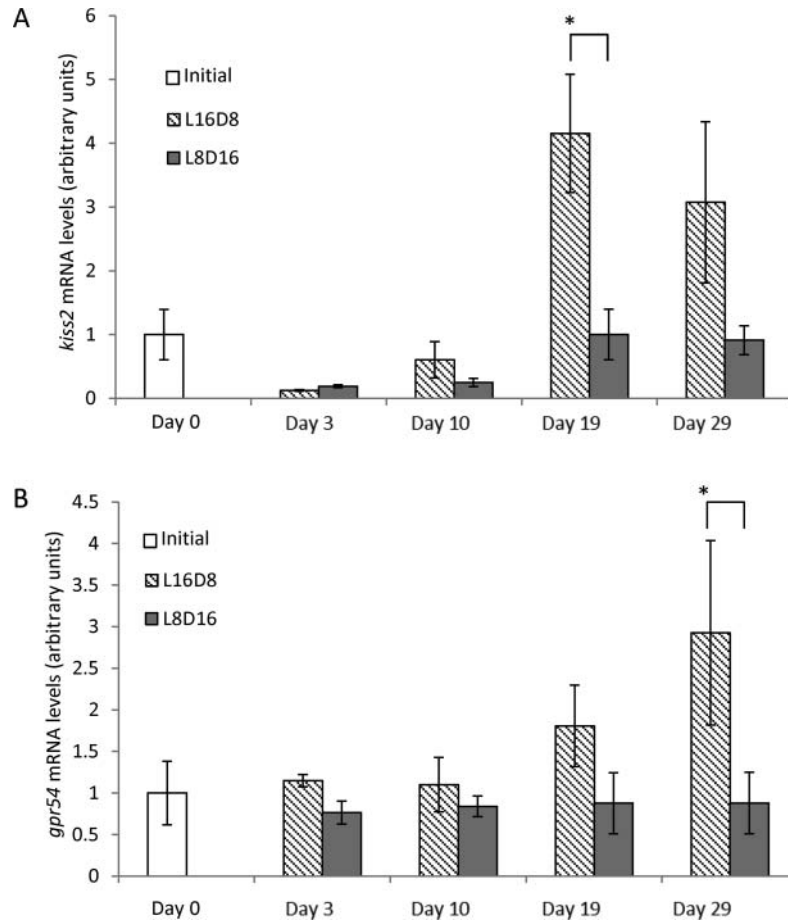 A
kiss2 mRNA levels (arbitrary units)
6
5
4
3
2
1
0
Initial
L16D8
L8D16
*
Day 0 Day 3 Day 10 Day 19 Day 29
B
gpr54 mRNA levels (arbitrary units)
4.5
4
3.5
3
2.5
2
1.5
1
0.5
0
Initial
L16D8
L8D16
*
Day 0 Day 3 Day 10 Day 19 Day 29